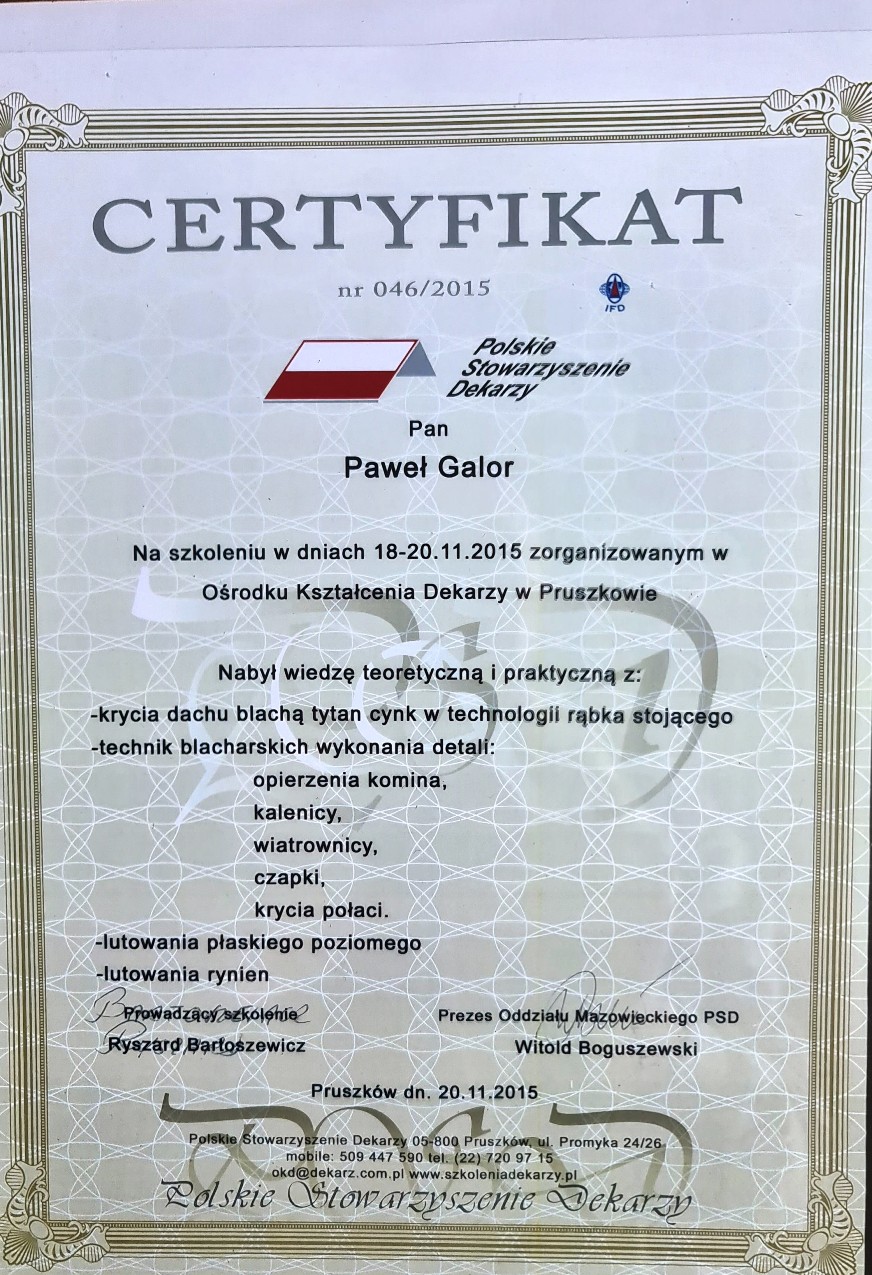 CERTYFIKAT
nr 046/2015
IFD
Polskie
Stowarzyszenie
Dekarzy
Pan
Paweł Galor
Na szkoleniu w dniach 18-20.11.2015 zorganizowanym w
Ośrodku Kształcenia Dekarzy w Pruszkowie
Nabył wiedzę teoretyczną i praktyczną z:
-krycia dachu blachą tytan cynk w technologii rąbka stojącego
-technik blacharskich wykonania detali:
opierzenia komina,
kalenicy,
wiatrownicy,
czapki,
krycia połaci.
-lutowania płaskiego poziomego
-lutowania rynien
Prowadzący szkolenie
Ryszard Bartoszewicz
Prezes Oddziału Mazowieckiego PSD
Witold Boguszewski
Pruszków dn. 20.11.2015
Polskie Stowarzyszenie Dekarzy 05-800 Pruszków, ul. Promyka 24/26
mobile: 509 447 590 tel. (22) 720 97 15
okd@dekarz.com.pl www.szkoleniadekarzy.pl
Polskie Stowarzyszenie Dekarzy